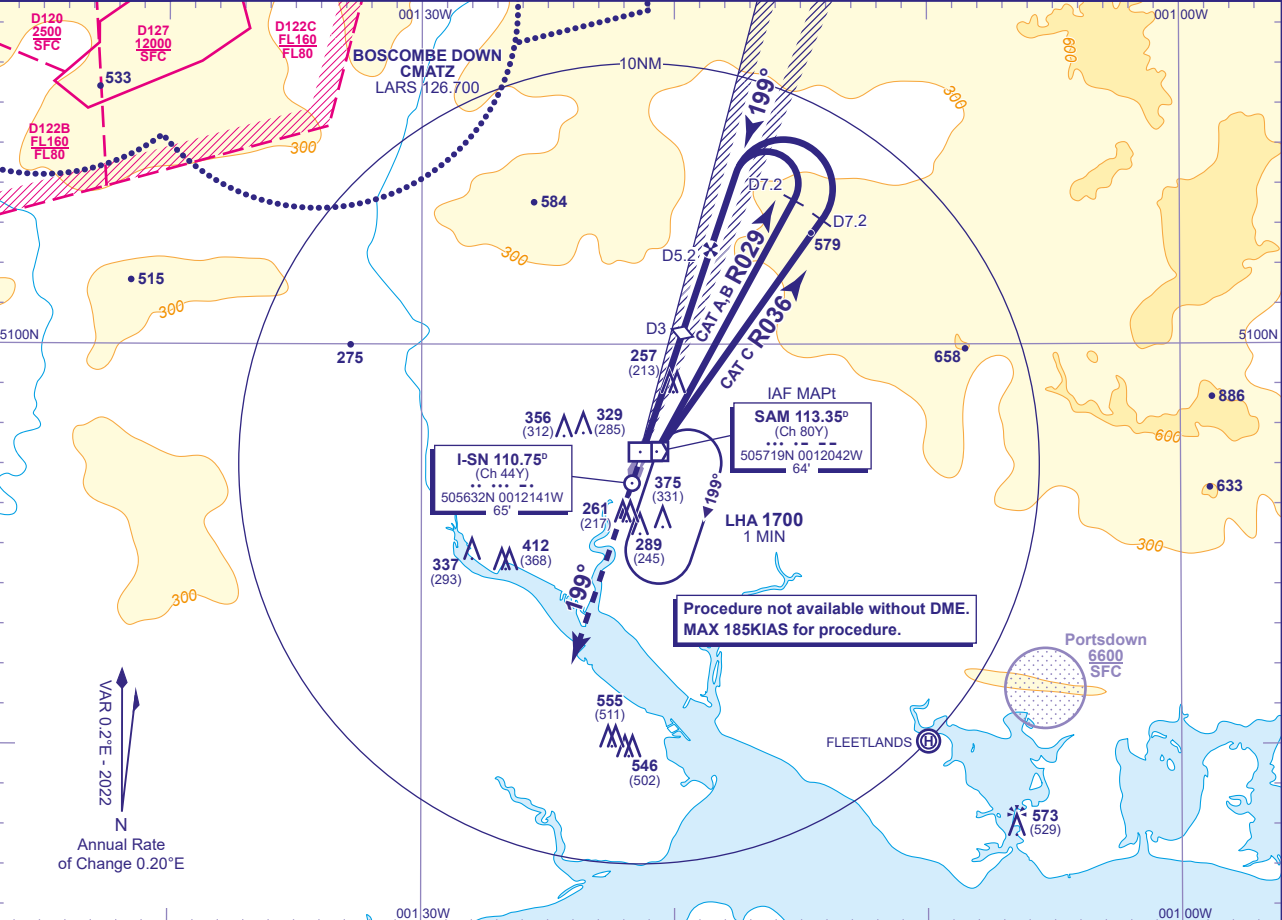 001:30W
001:00W
D120
2500
SFC
D127
12000
SFC
D122C
FL160
FL80
BOSCOMBE DOWN
CMATZ
LARS 126.700
10NM
600
533
199°
300
D122B
FL160
FL80
300
D7.2
584
D7.2
579
300
D5.2
515
300
CAT A,B R029
CAT C R036
D3
5100N
5100N
275
257
(213)
658
IAF MAPt
886
356
(312)
329
(285)
SAM 113.35D
(Ch 80Y)
••• •– ––
505719N 0012042W
64'
600
I-SN 110.75D
(Ch 44Y)
•• ••• –•
505632N 0012141W
65'
375
(331)
199°
633
261
(217)
LHA 1700
1 MIN
289
(245)
412
(368)
337
(293)
300
300
199°
Procedure not available without DME.
MAX 185KIAS for procedure.
Portsdown
6600
SFC
VAR 0.2°E - 2022
555
(511)
FLEETLANDS
H
546
(502)
573
(529)
N
Annual Rate
of Change 0.20°E
001:30W
001:00W